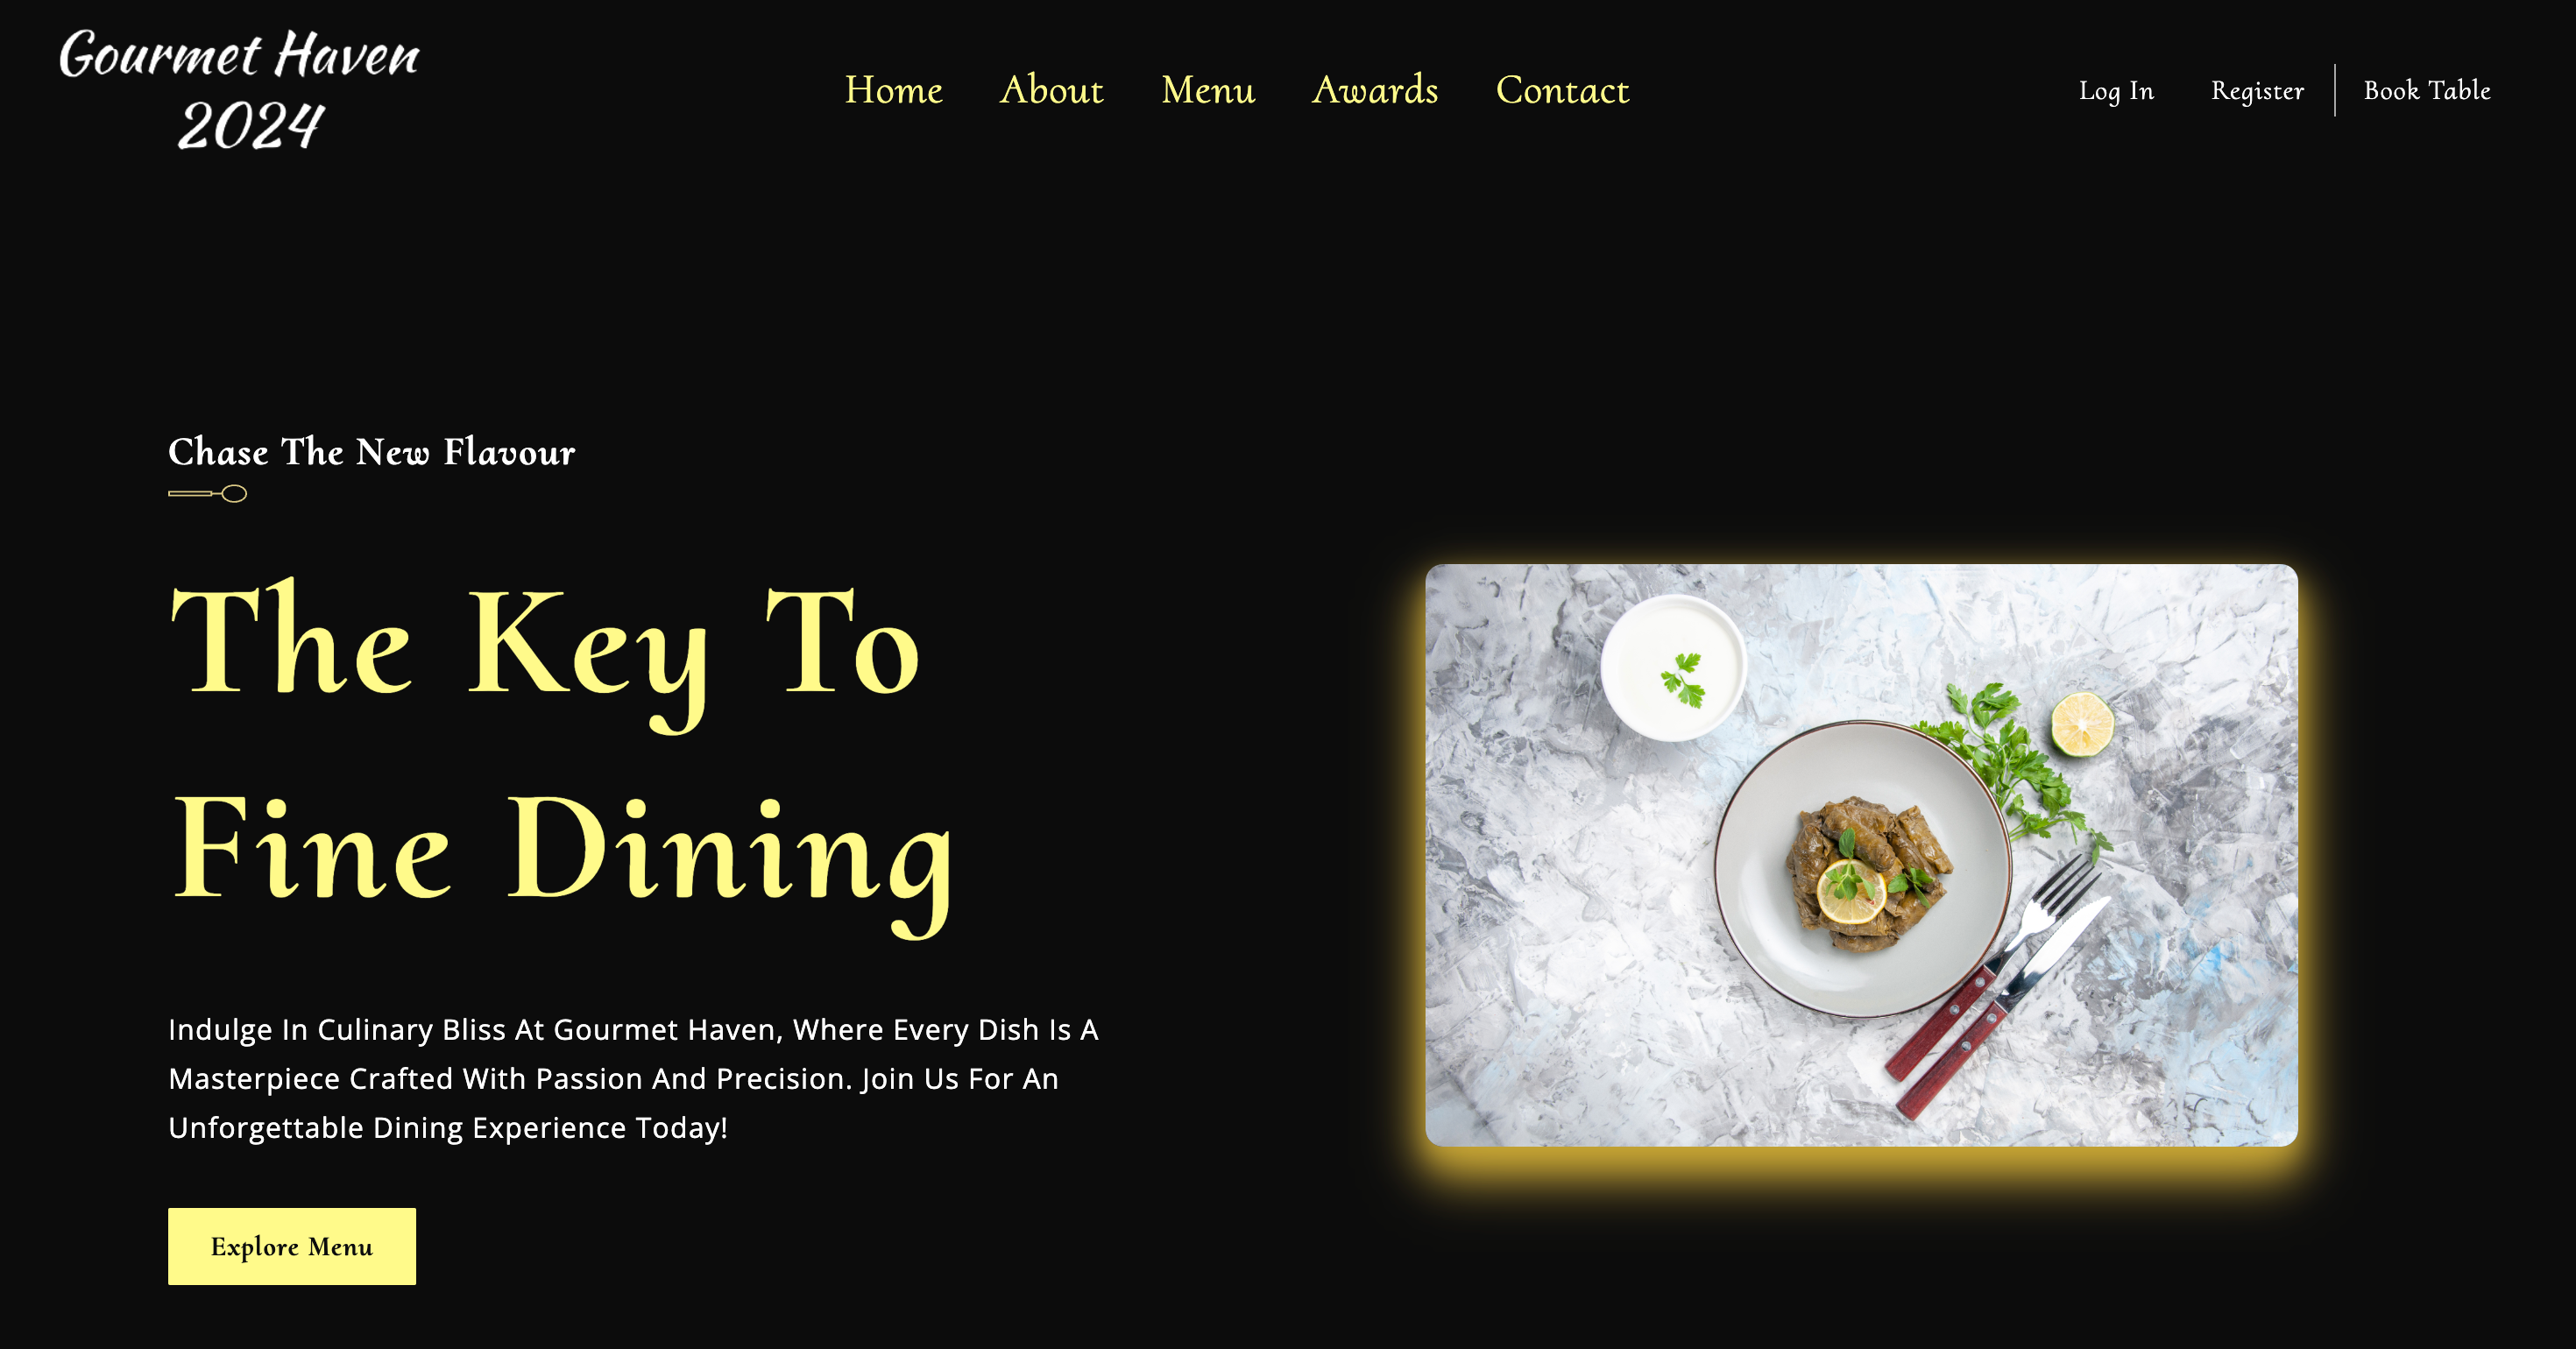 Gourmet Haven
2024
Home About Menu Awards Contact
Log In Register Book Table
Chase The New Flavour
The Key To
Fine Dining
Indulge In Culinary Bliss At Gourmet Haven, Where Every Dish Is A
Masterpiece Crafted With Passion And Precision. Join Us For An
Unforgettable Dining Experience Today!
Explore Menu